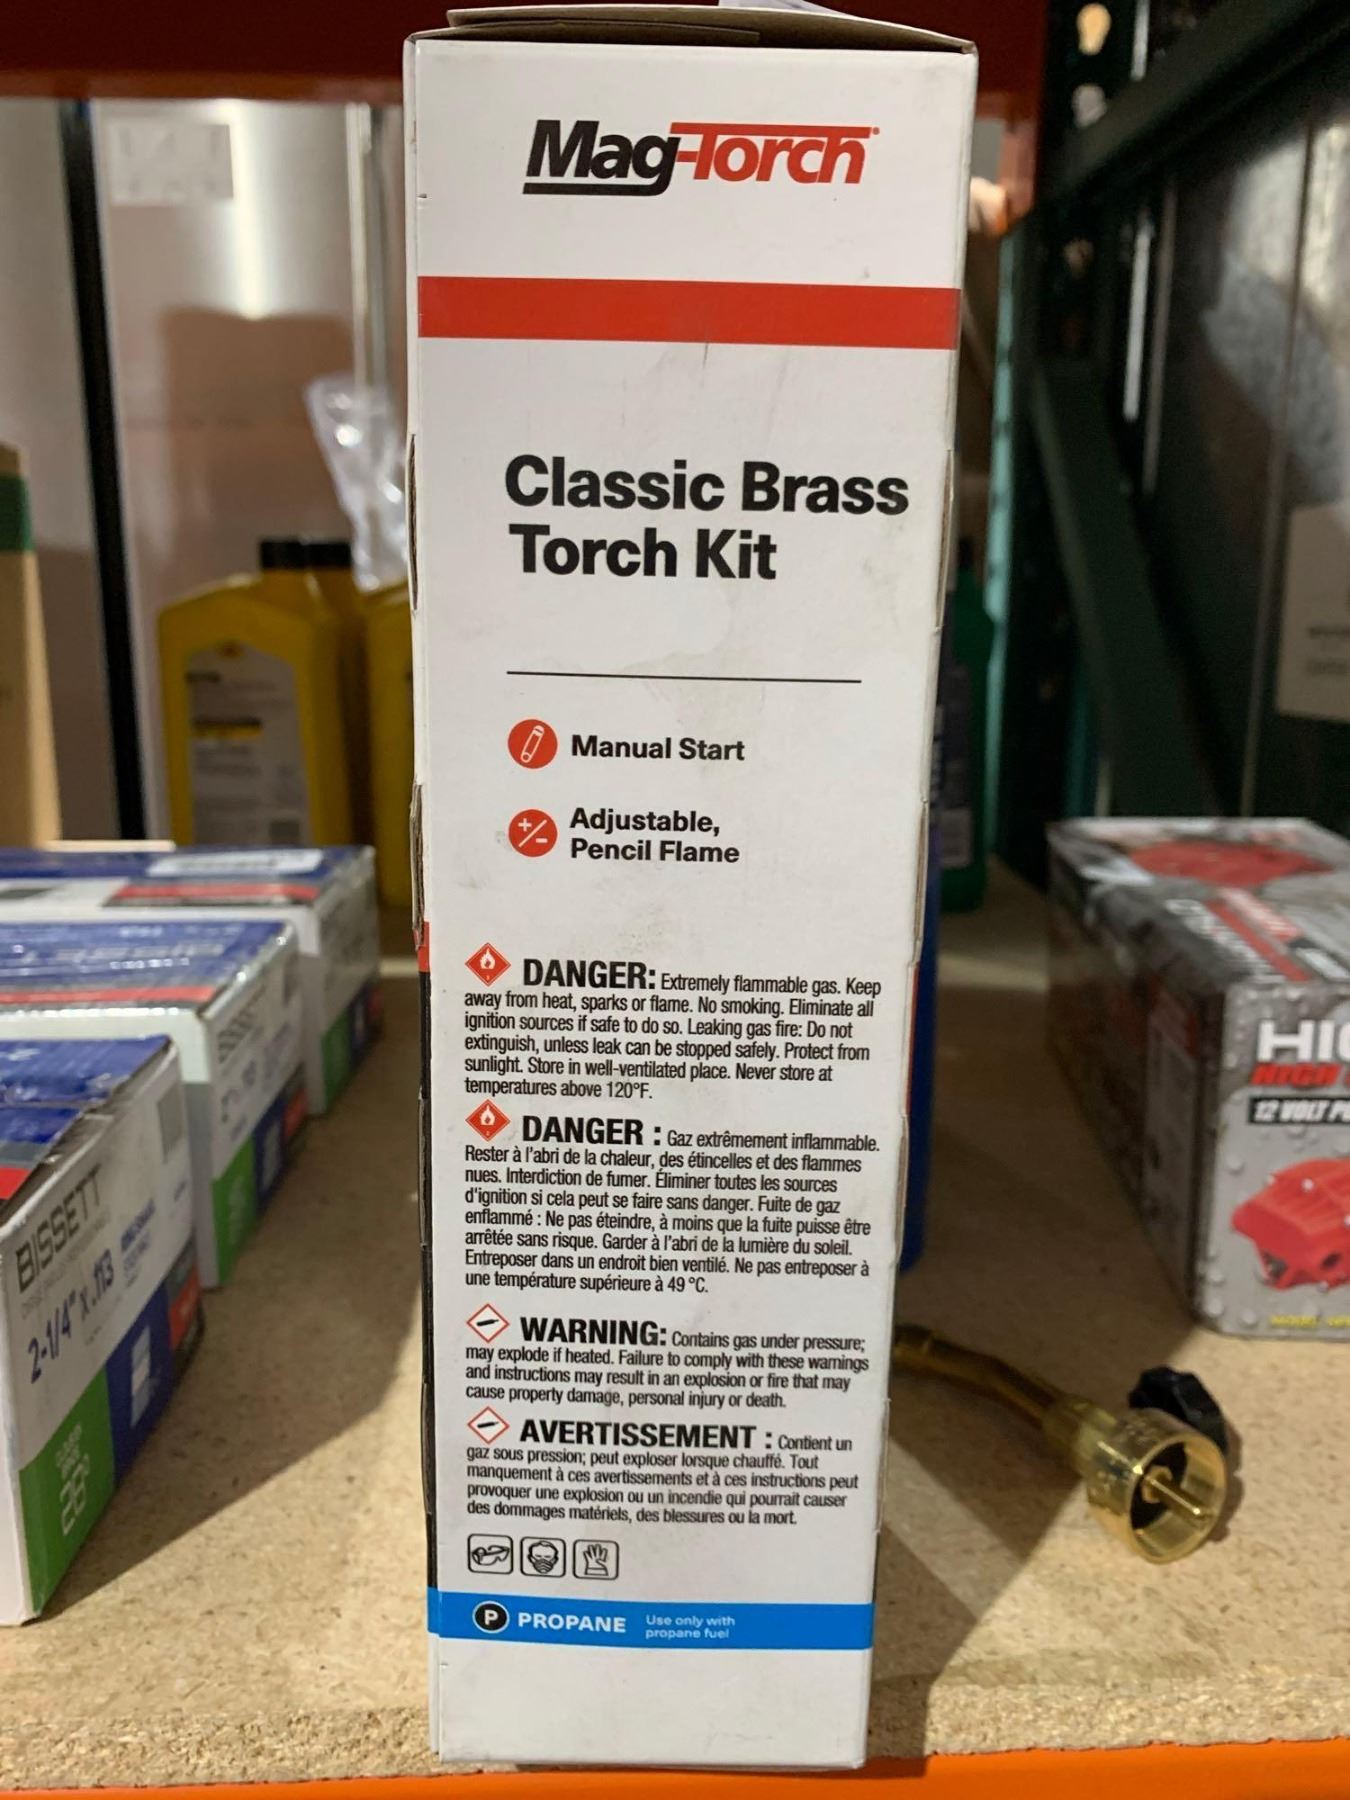 Mag-Torch
Classic Brass
Torch Kit
Manual Start
Adjustable,
Pencil Flame
DANGER: Extremely flammable gas. Keep
away from heat, sparks or flame. No smoking. Eliminate all
ignition sources if safe to do so. Leaking gas fire: Do not
extinguish, unless leak can be stopped safely. Protect from
sunlight. Store in well-ventilated place. Never store at
temperatures above 120°F.
DANGER : Gaz extrêmement inflammable.
Rester à l'abri de la chaleur, des étincelles et des flammes
nues. Interdiction de fumer. Éliminer toutes les sources
d'ignition si cela peut se faire sans danger. Fuite de gaz
enflammé : Ne pas éteindre, à moins que la fuite puisse être
arrêtée sans risque. Garder à l'abri de la lumière du soleil.
Entreposer dans un endroit bien ventilé. Ne pas entreposer à
une température supérieure à 49 °C.
WARNING: Contains gas under pressure;
may explode if heated. Failure to comply with these warnings
and instructions may result in an explosion or fire that may
cause property damage, personal injury or death.
AVERTISSEMENT : Contient un
gaz sous pression; peut exploser lorsque chauffé. Tout
manquement à ces avertissements et à ces instructions peut
provoquer une explosion ou un incendie qui pourrait causer
des dommages matériels, des blessures ou la mort.
P PROPANE Use only with
propane fuel
BISSETT
2-1/4" x .113
HIGH
12 VOLT